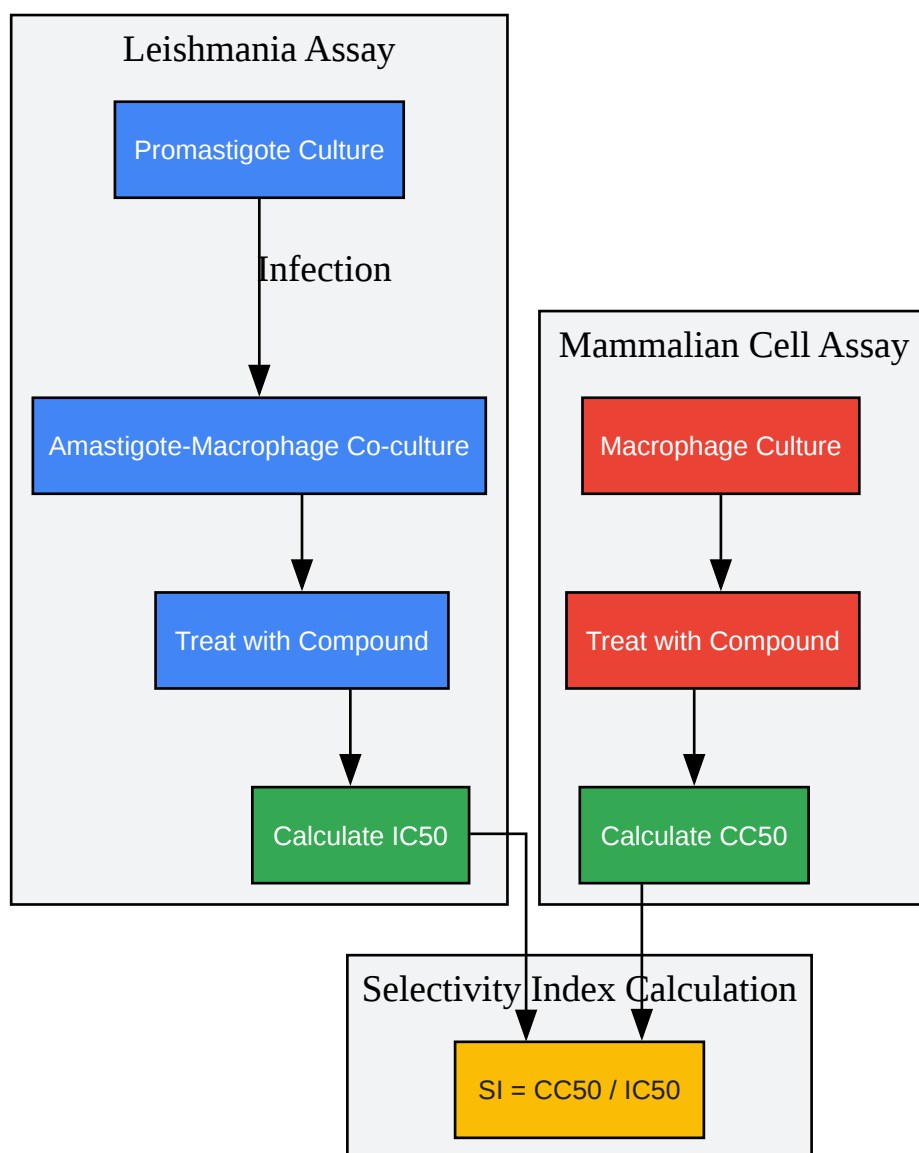 Leishmania Assay
Promastigote Culture
Infection
Amastigote-Macrophage Co-culture
Treat with Compound
Calculate IC50
Mammalian Cell Assay
Macrophage Culture
Treat with Compound
Calculate CC50
Selectivity Index Calculation
SI = CC50 / IC50